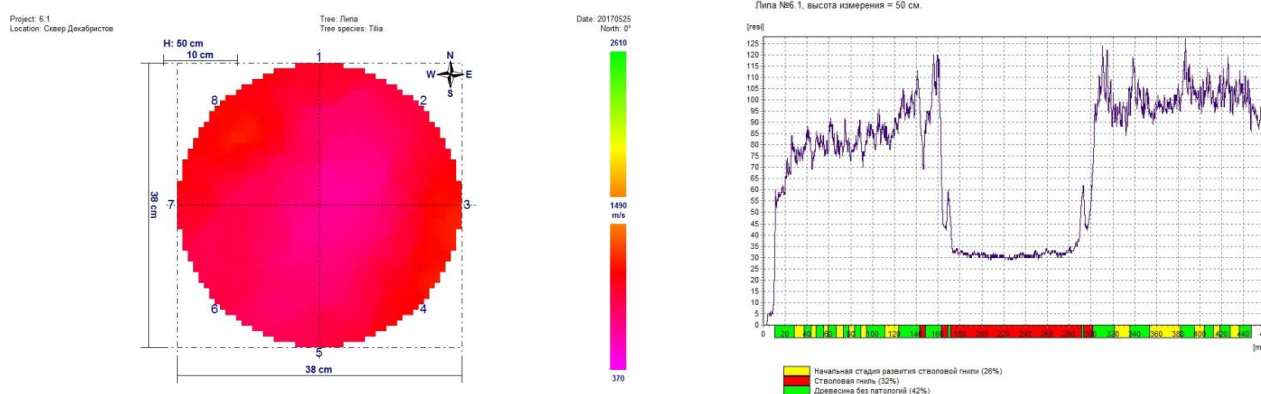 Project: 6.1
Location: Сквер Декабристов
Tree: Липа
Tree species: Tilia
Date: 20170525
North: 0°
H: 50 cm
10 cm
38 cm
38 cm
1
2
3
4
5
6
7
8
N
W E
S
2610
1490
m/s
370
Липа №6.1, высота измерения = 50 см.
[resi]
125
120
115
110
105
100
95
90
85
80
75
70
65
60
55
50
45
40
35
30
25
20
15
10
5
0
0 20 40 60 80 100 120 140 160 180 200 220 240 260 280 300 320 340 360 380 400 420 440
Начальная стадия развития стволовой гнили (26%)
Стволовая гниль (32%)
Древесина без патологий (42%)